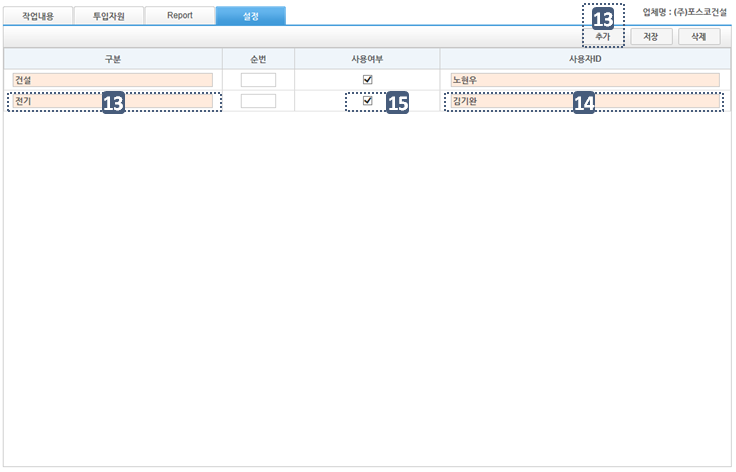 작업내용 투입자원 Report 설정 13 업체명 : (주)포스코건설
추가 저장 삭제
구분 순번 사용여부 사용자ID
건설 노현우
전기 13 15 김기완 14